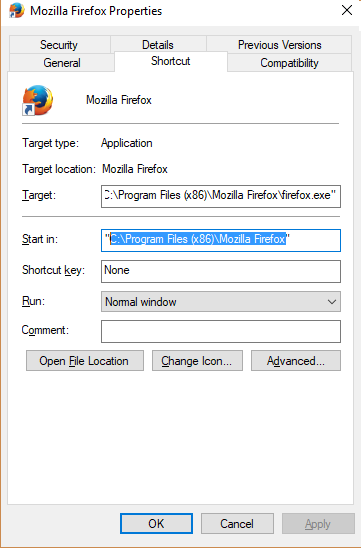 Mozilla Firefox Properties
Security Details Previous Versions
General Shortcut Compatibility
Mozilla Firefox
Target type: Application
Target location: Mozilla Firefox
Target: C:\Program Files (x86)\Mozilla Firefox\firefox.exe"
Start in: "C:\Program Files (x86)\Mozilla Firefox"
Shortcut key: None
Run: Normal window
Comment:
Open File Location Change Icon... Advanced...
OK Cancel Apply